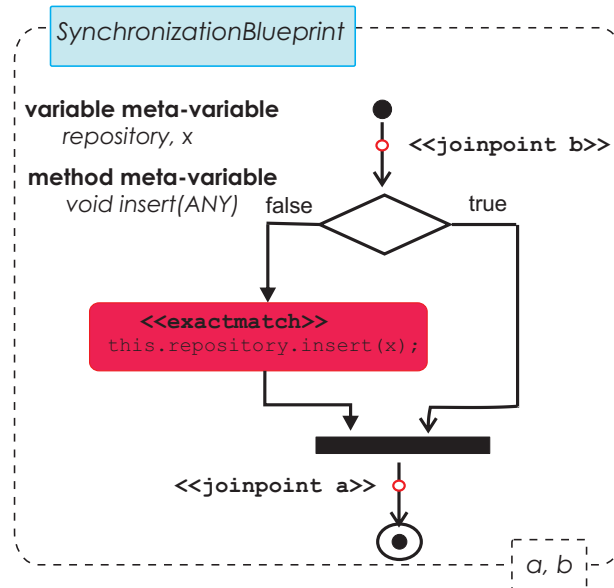 SynchronizationBlueprint
variable meta-variable
repository, x
<<joinpoint b>>
method meta-variable
void insert(ANY)
false
true
<<exactmatch>>
this.repository.insert(x);
<<joinpoint a>>
a, b